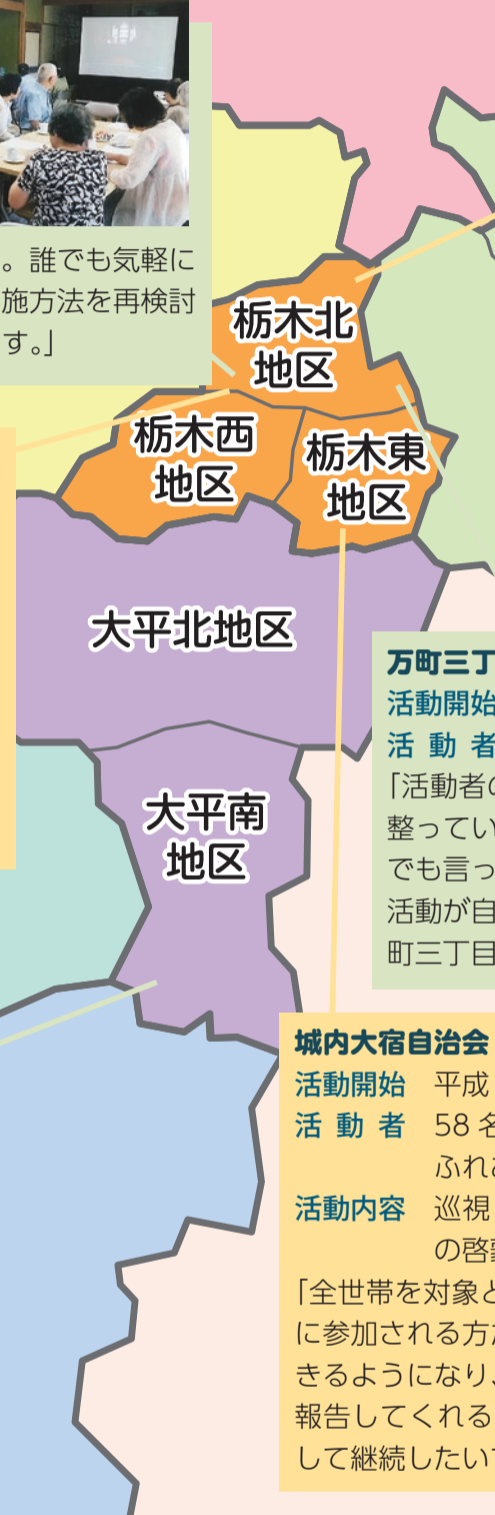 。誰でも気軽に
施方法を再検討
す。」
栃木北
地区
栃木西
地区
栃木東
地区
大平北地区
大平南
地区
万町三丁
活動開始
活動者
「活動者の
整ってい
でも言っ
活動が自
町三丁目
城内大宿自治会
活動開始 平成
活動者 58名
ふれあ
活動内容 巡視
の啓
「全世帯を対象と
に参加される方が
きるようになり、
報告してくれる
して継続したいで